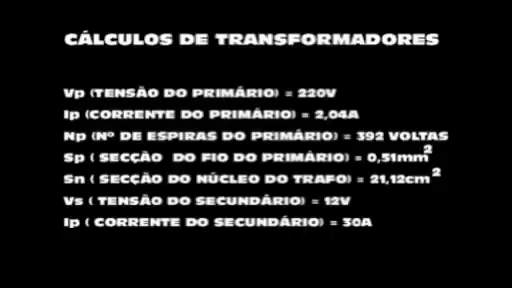 CÁLCULOS DE TRANSFORMADORES
Vp (TENSÃO DO PRIMÁRIO) = 220V
Ip (CORRENTE DO PRIMÁRIO) = 2,04A
Np (Nº DE ESPIRAS DO PRIMÁRIO) = 392 VOLTAS
Sp ( SECÇÃO DO FIO DO PRIMÀRIO) = 0,51mm²
Sn ( SECÇÃO DO NÚCLEO DO TRAFO) = 21,12cm²
Vs ( TENSÃO DO SECUNDÁRIO) = 12V
Ip ( CORRENTE DO SECUNDÁRIO) = 30A